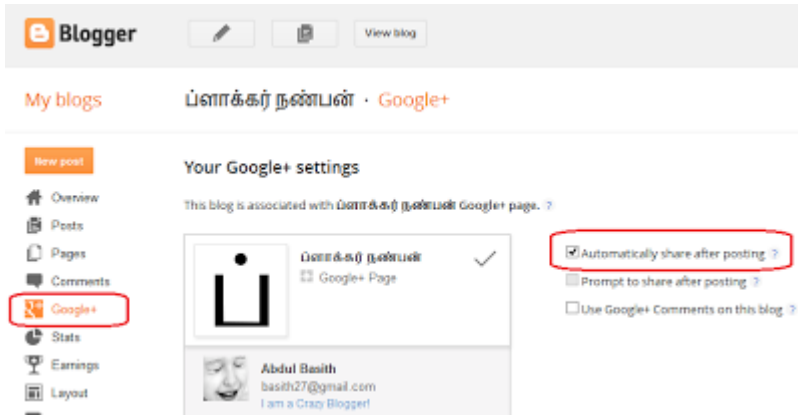 Blogger
View blog
My blogs
ப்ளாக்கர் நண்பன் · Google+
New post
Your Google+ settings
Overview
This blog is associated with ப்ளாக்கர் நண்பன் Google+ page. ?
Posts
Pages
Comments
Google+
Stats
Earnings
Layout
ப்
ப்ளாக்கர் நண்பன்
Google+ Page
Abdul Basith
basith27@gmail.com
I am a Crazy Blogger!
Automatically share after posting ?
Prompt to share after posting ?
Use Google+ Comments on this blog ?